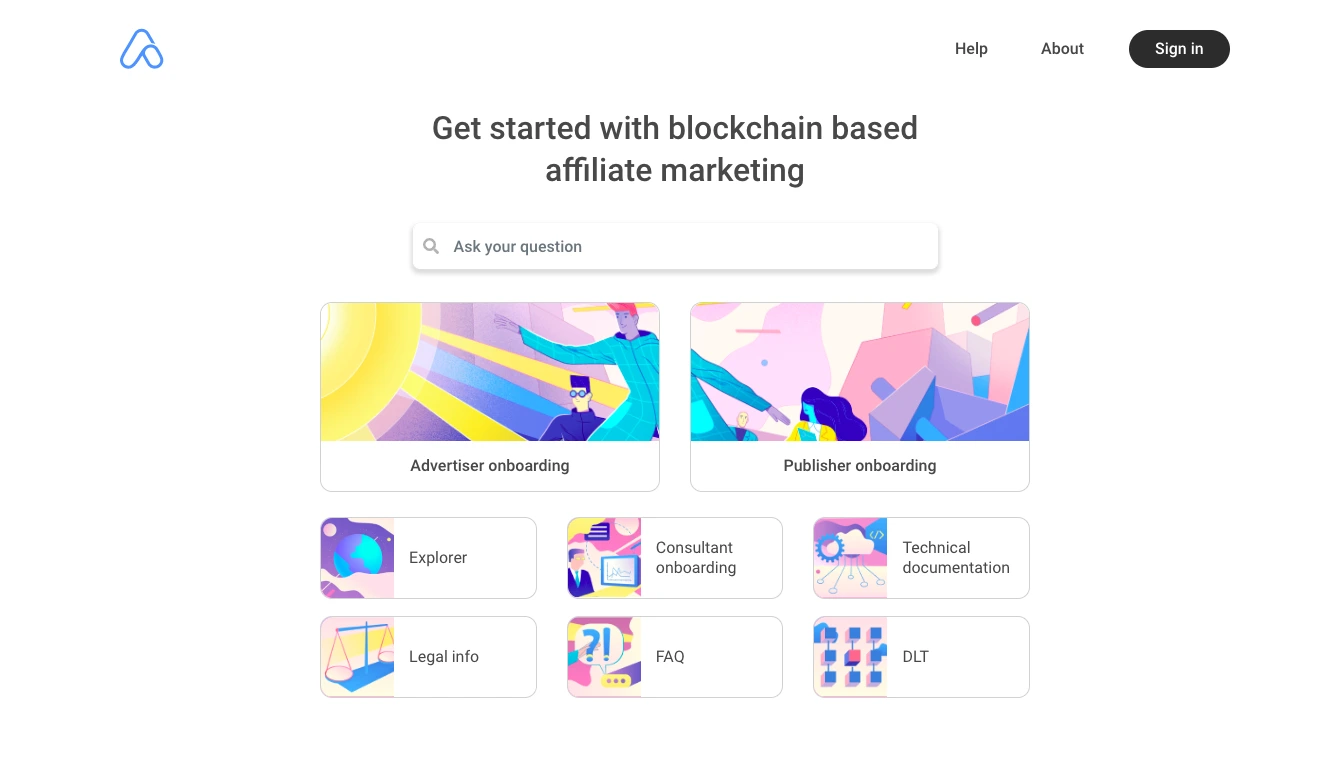 Help
About
Sign in
Get started with blockchain based
affiliate marketing
Ask your question
Advertiser onboarding
Publisher onboarding
Explorer
Consultant
onboarding
</>
Technical
documentation
Legal info
?!
FAQ
DLT